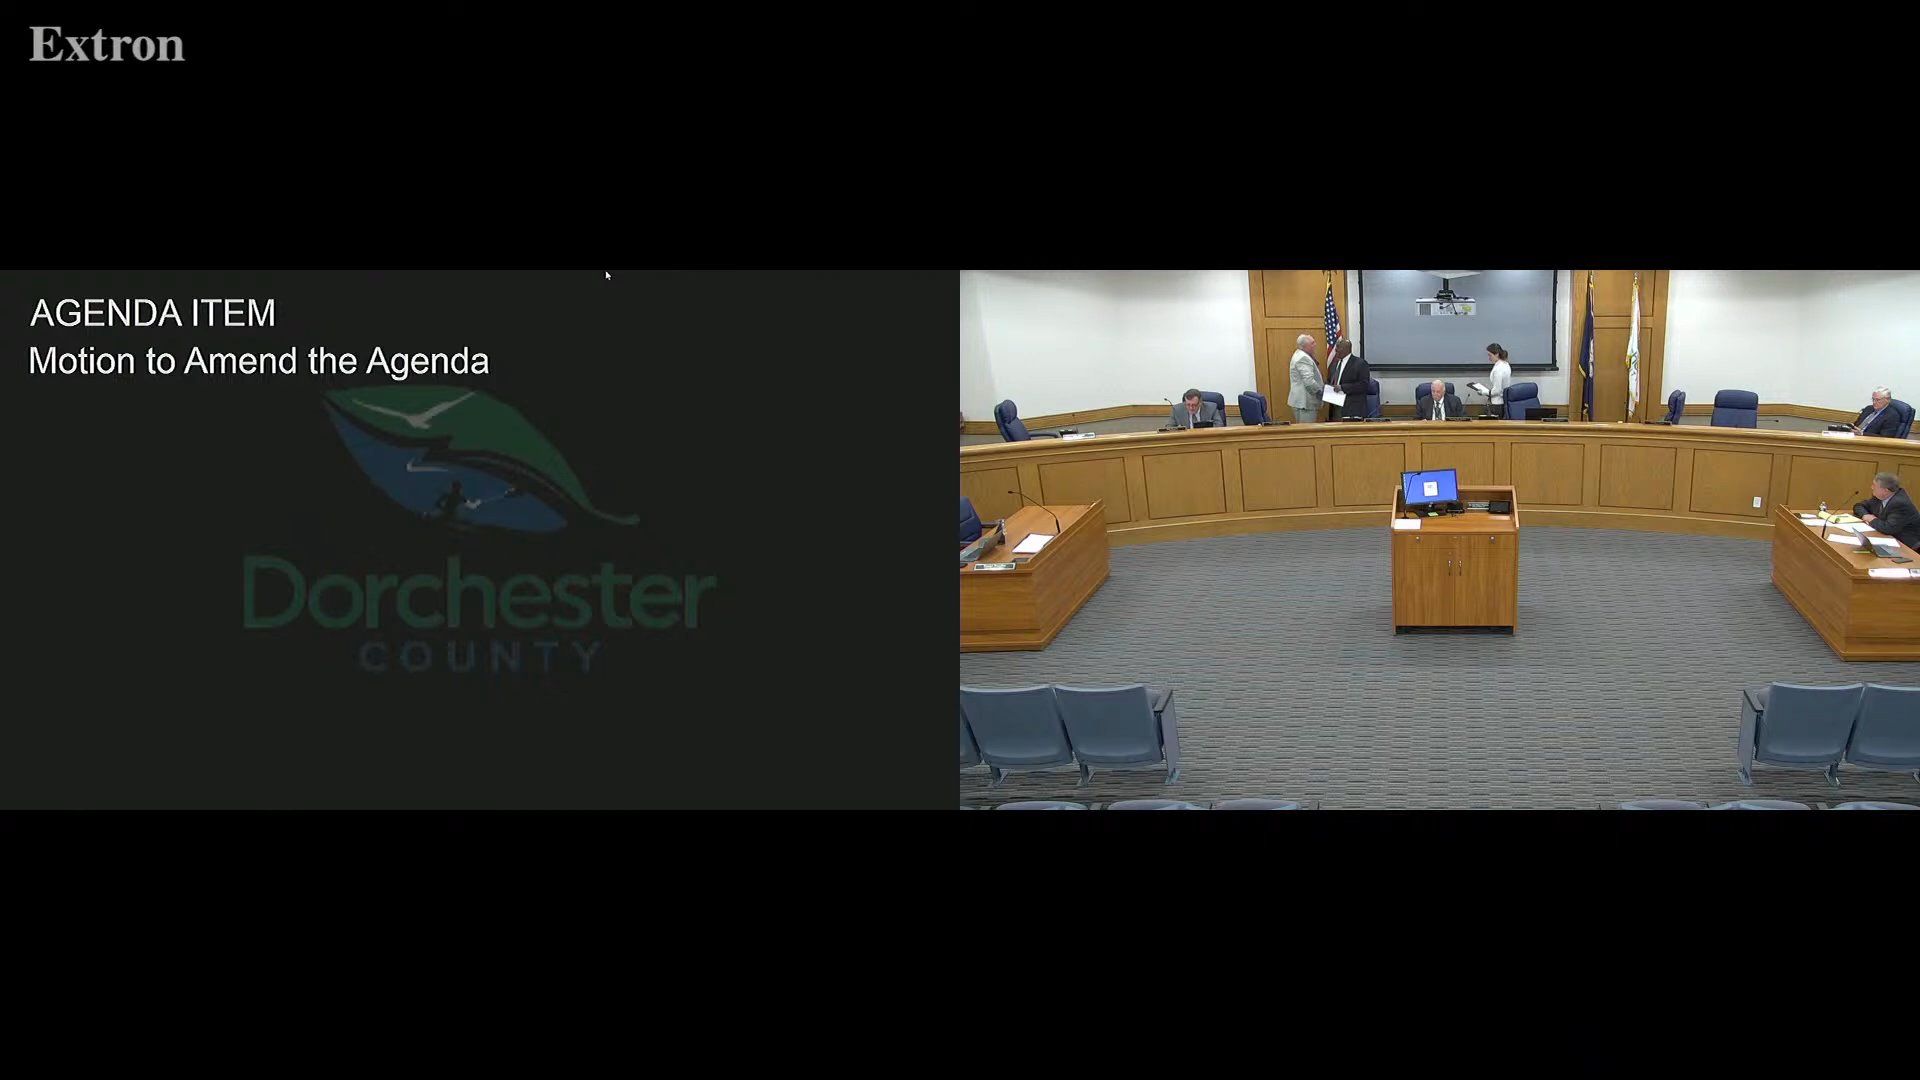 Extron
AGENDA ITEM
Motion to Amend the Agenda
Dorchester
COUNTY